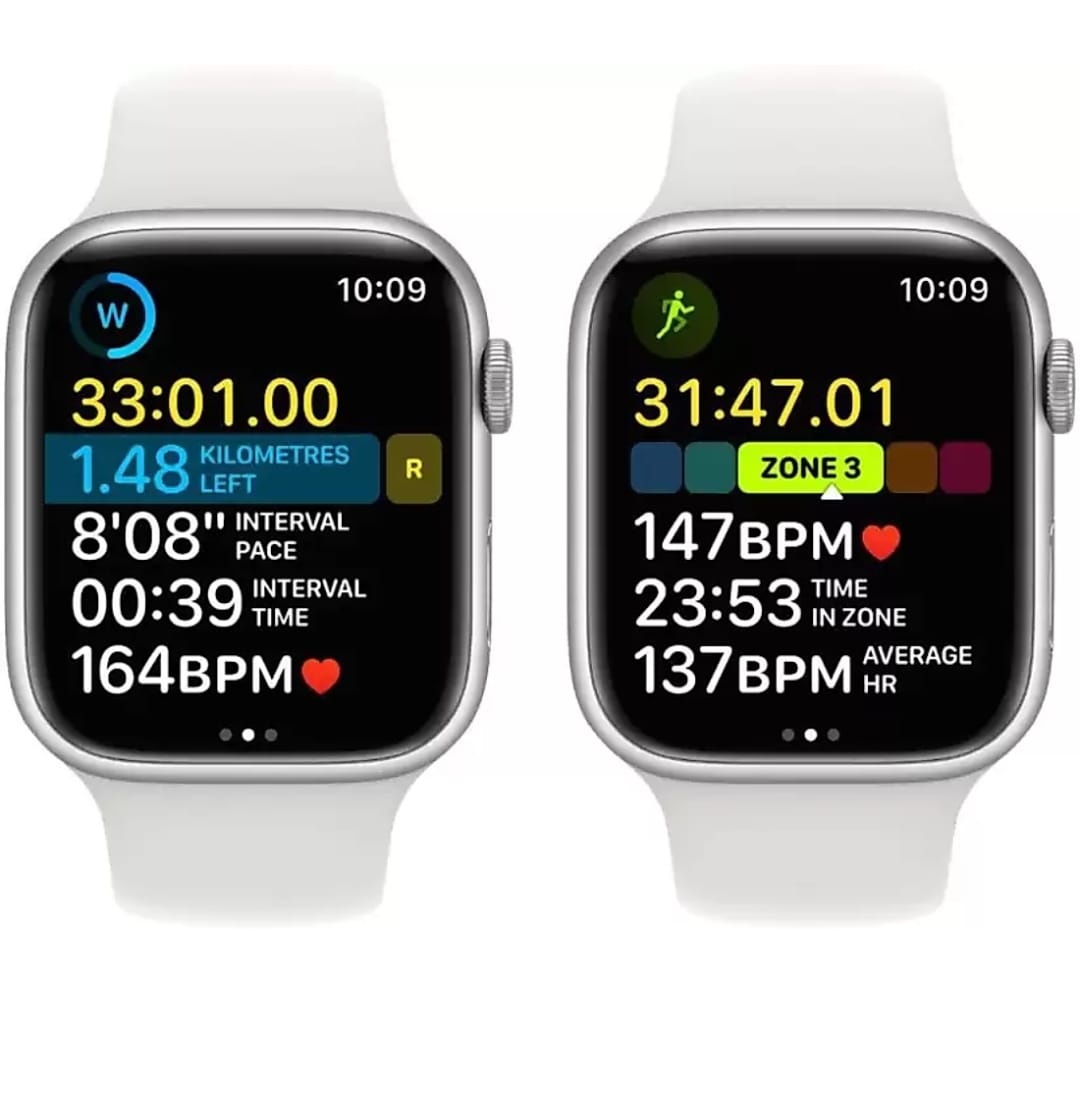 10:09
W
33:01.00
1.48 KILOMETRES LEFT
R
8'08" INTERVAL PACE
00:39 INTERVAL TIME
164BPM
10:09
31:47.01
ZONE 3
147BPM
23:53 TIME IN ZONE
137BPM AVERAGE HR